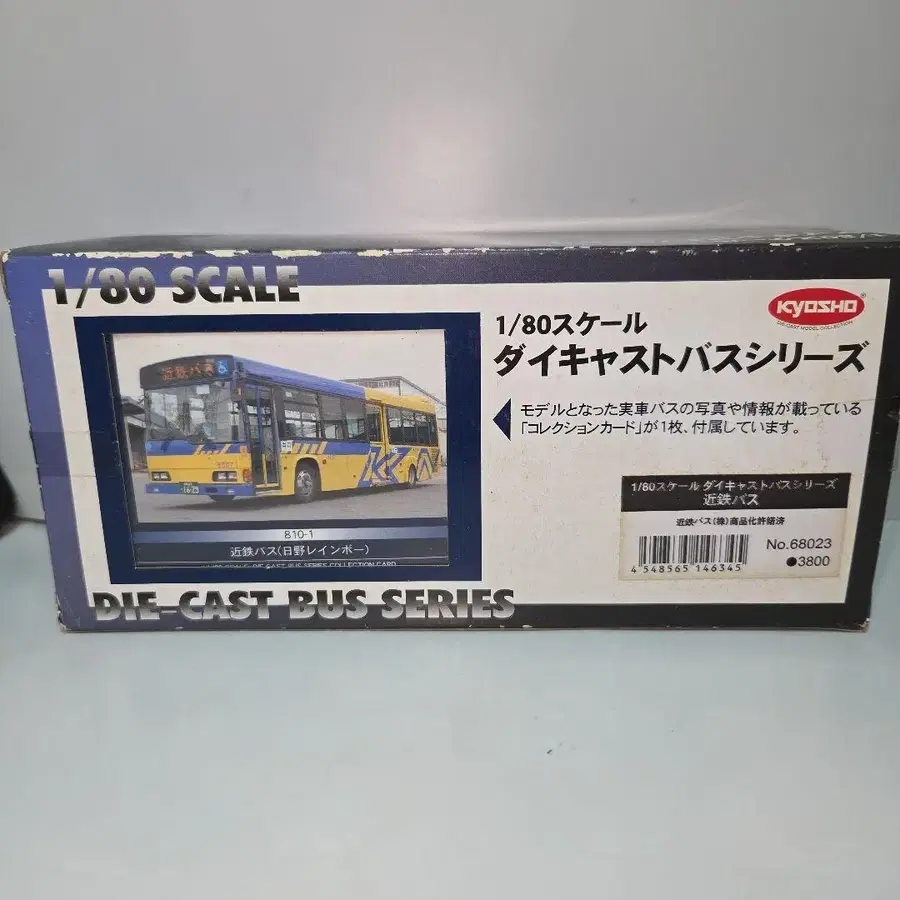 1/80 SCALE
KYOSHO
DIE-CAST MODEL COLLECTION
1/80スケール
ダイキャストバスシリーズ
モデルとなった実車バスの写真や情報が載っている
「コレクションカード」が1枚、付属しています。
近鉄バス
810-1
近鉄バス(日野レインボー)
1/80スケール ダイキャストバスシリーズ
近鉄バス
近鉄バス(株)商品化許諾済
No.68023
4 548565 146345
●3800
DIE-CAST BUS SERIES